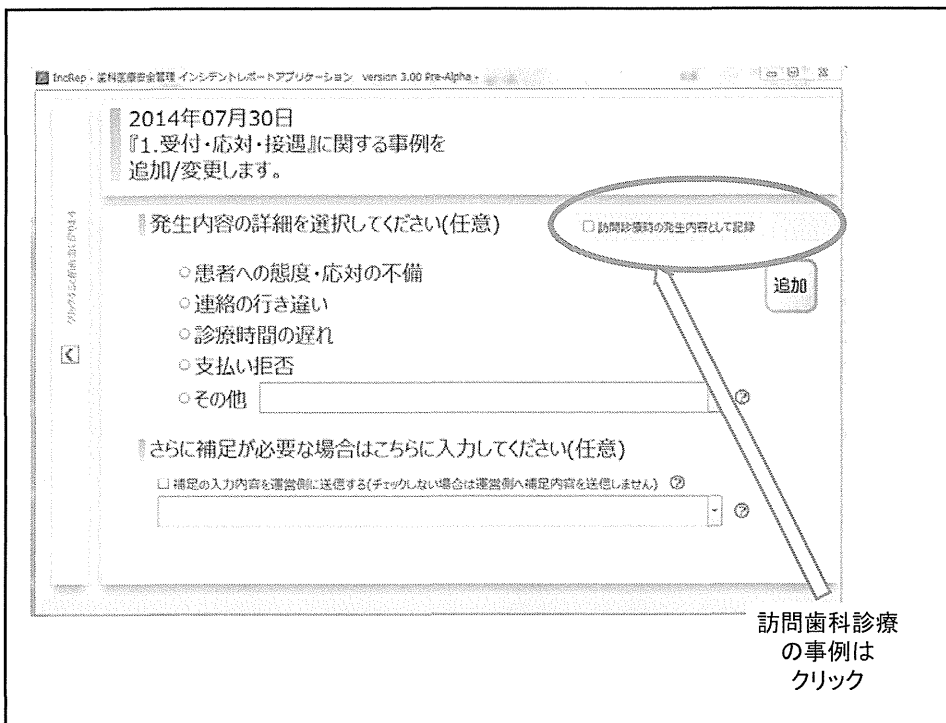 IncRep - 歯科医療安全管理 インシデントレポートアプリケーション version 3.00 Pre-Alpha -
2014年07月30日
『1.受付・応対・接遇』に関する事例を
追加/変更します。
発生内容の詳細を選択してください(任意)
訪問診療時の発生内容として記録
患者への態度・応対の不備
追加
連絡の行き違い
診療時間の遅れ
支払い拒否
その他
さらに補足が必要な場合はこちらに入力してください(任意)
補足の入力内容を運営側に送信する(チェックしない場合は運営側へ補足内容を送信しません)
訪問歯科診療
の事例は
クリック